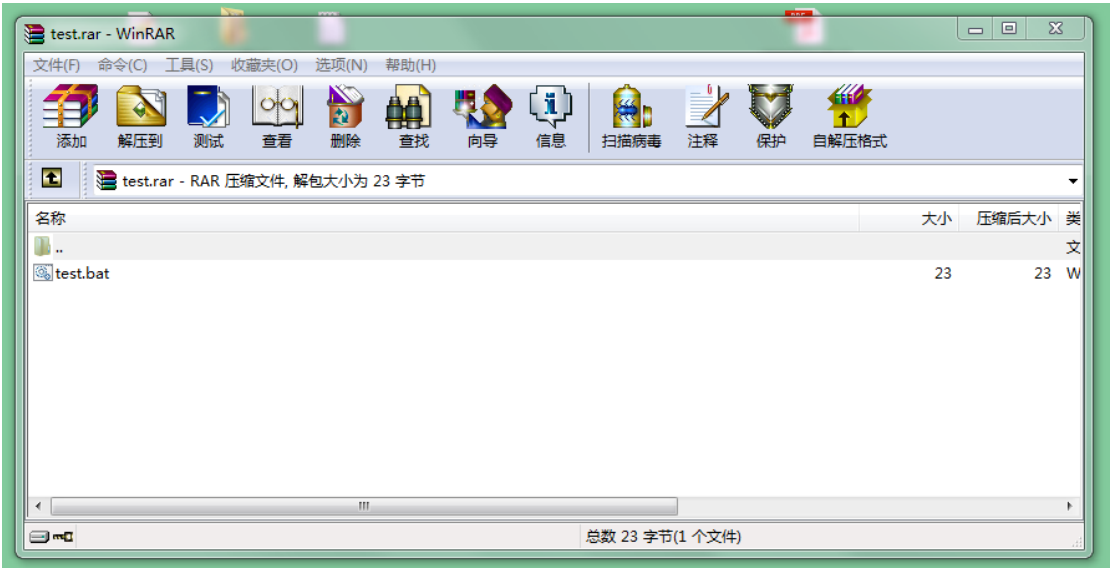 test.rar - WinRAR
文件(F) 命令(C) 工具(S) 收藏夹(O) 选项(N) 帮助(H)
添加 解压到 测试 查看 删除 查找 向导 信息 扫描病毒 注释 保护 自解压格式
test.rar - RAR 压缩文件, 解包大小为 23 字节
名称 大小 压缩后大小 类
.. 文
test.bat 23 23 W
总数 23 字节(1 个文件)